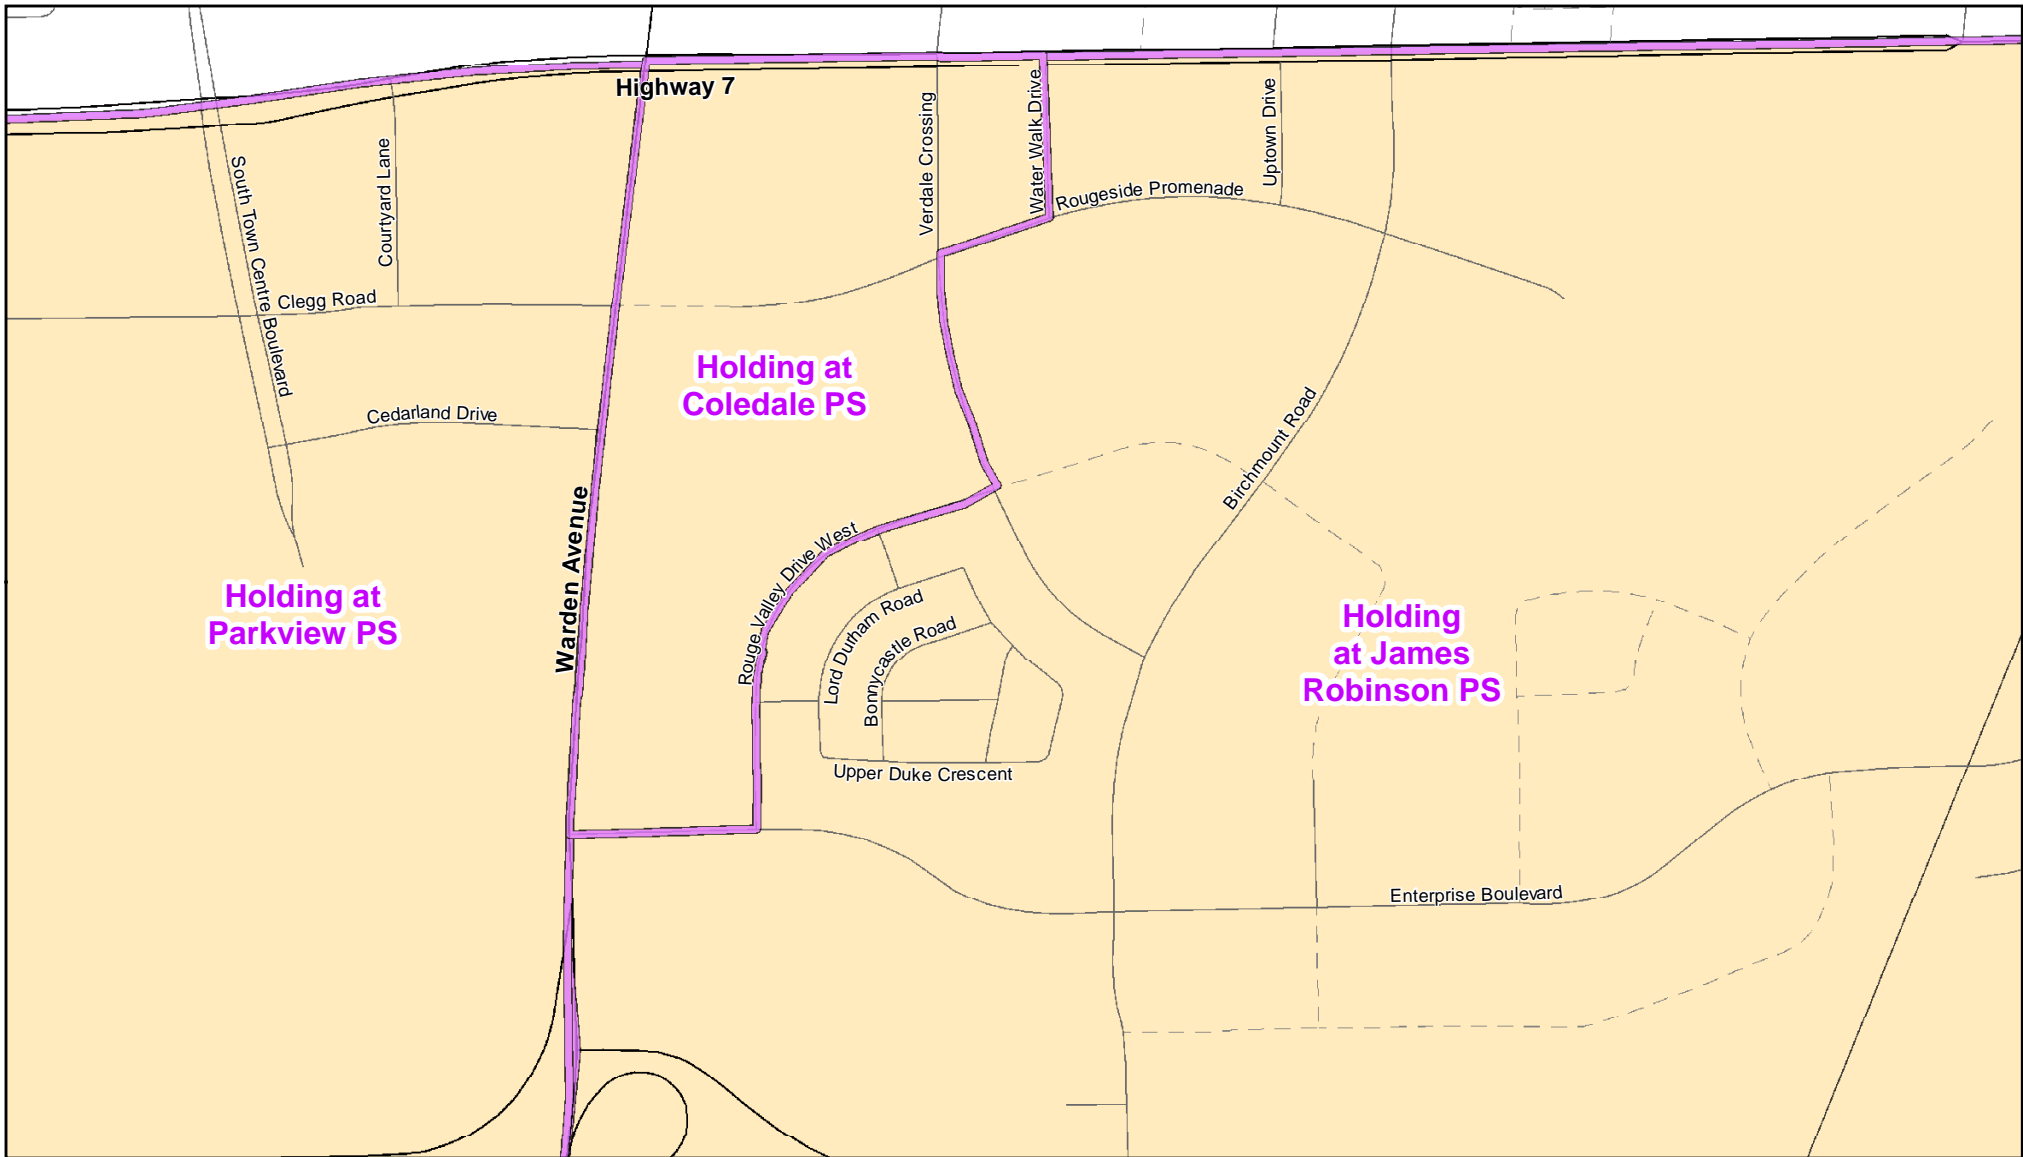 Highway 7
South Town Centre Boulevard
Courtyard Lane
Verdale Crossing
Water Walk Drive
Uptown Drive
Rougeside Promenade
Clegg Road
Holding at
Coledale PS
Cedarland Drive
Birchmount Road
Warden Avenue
Rouge Valley Drive West
Holding at
Parkview PS
Lord Durham Road
Bonnycastle Road
Holding
at James
Robinson PS
Upper Duke Crescent
Enterprise Boulevard